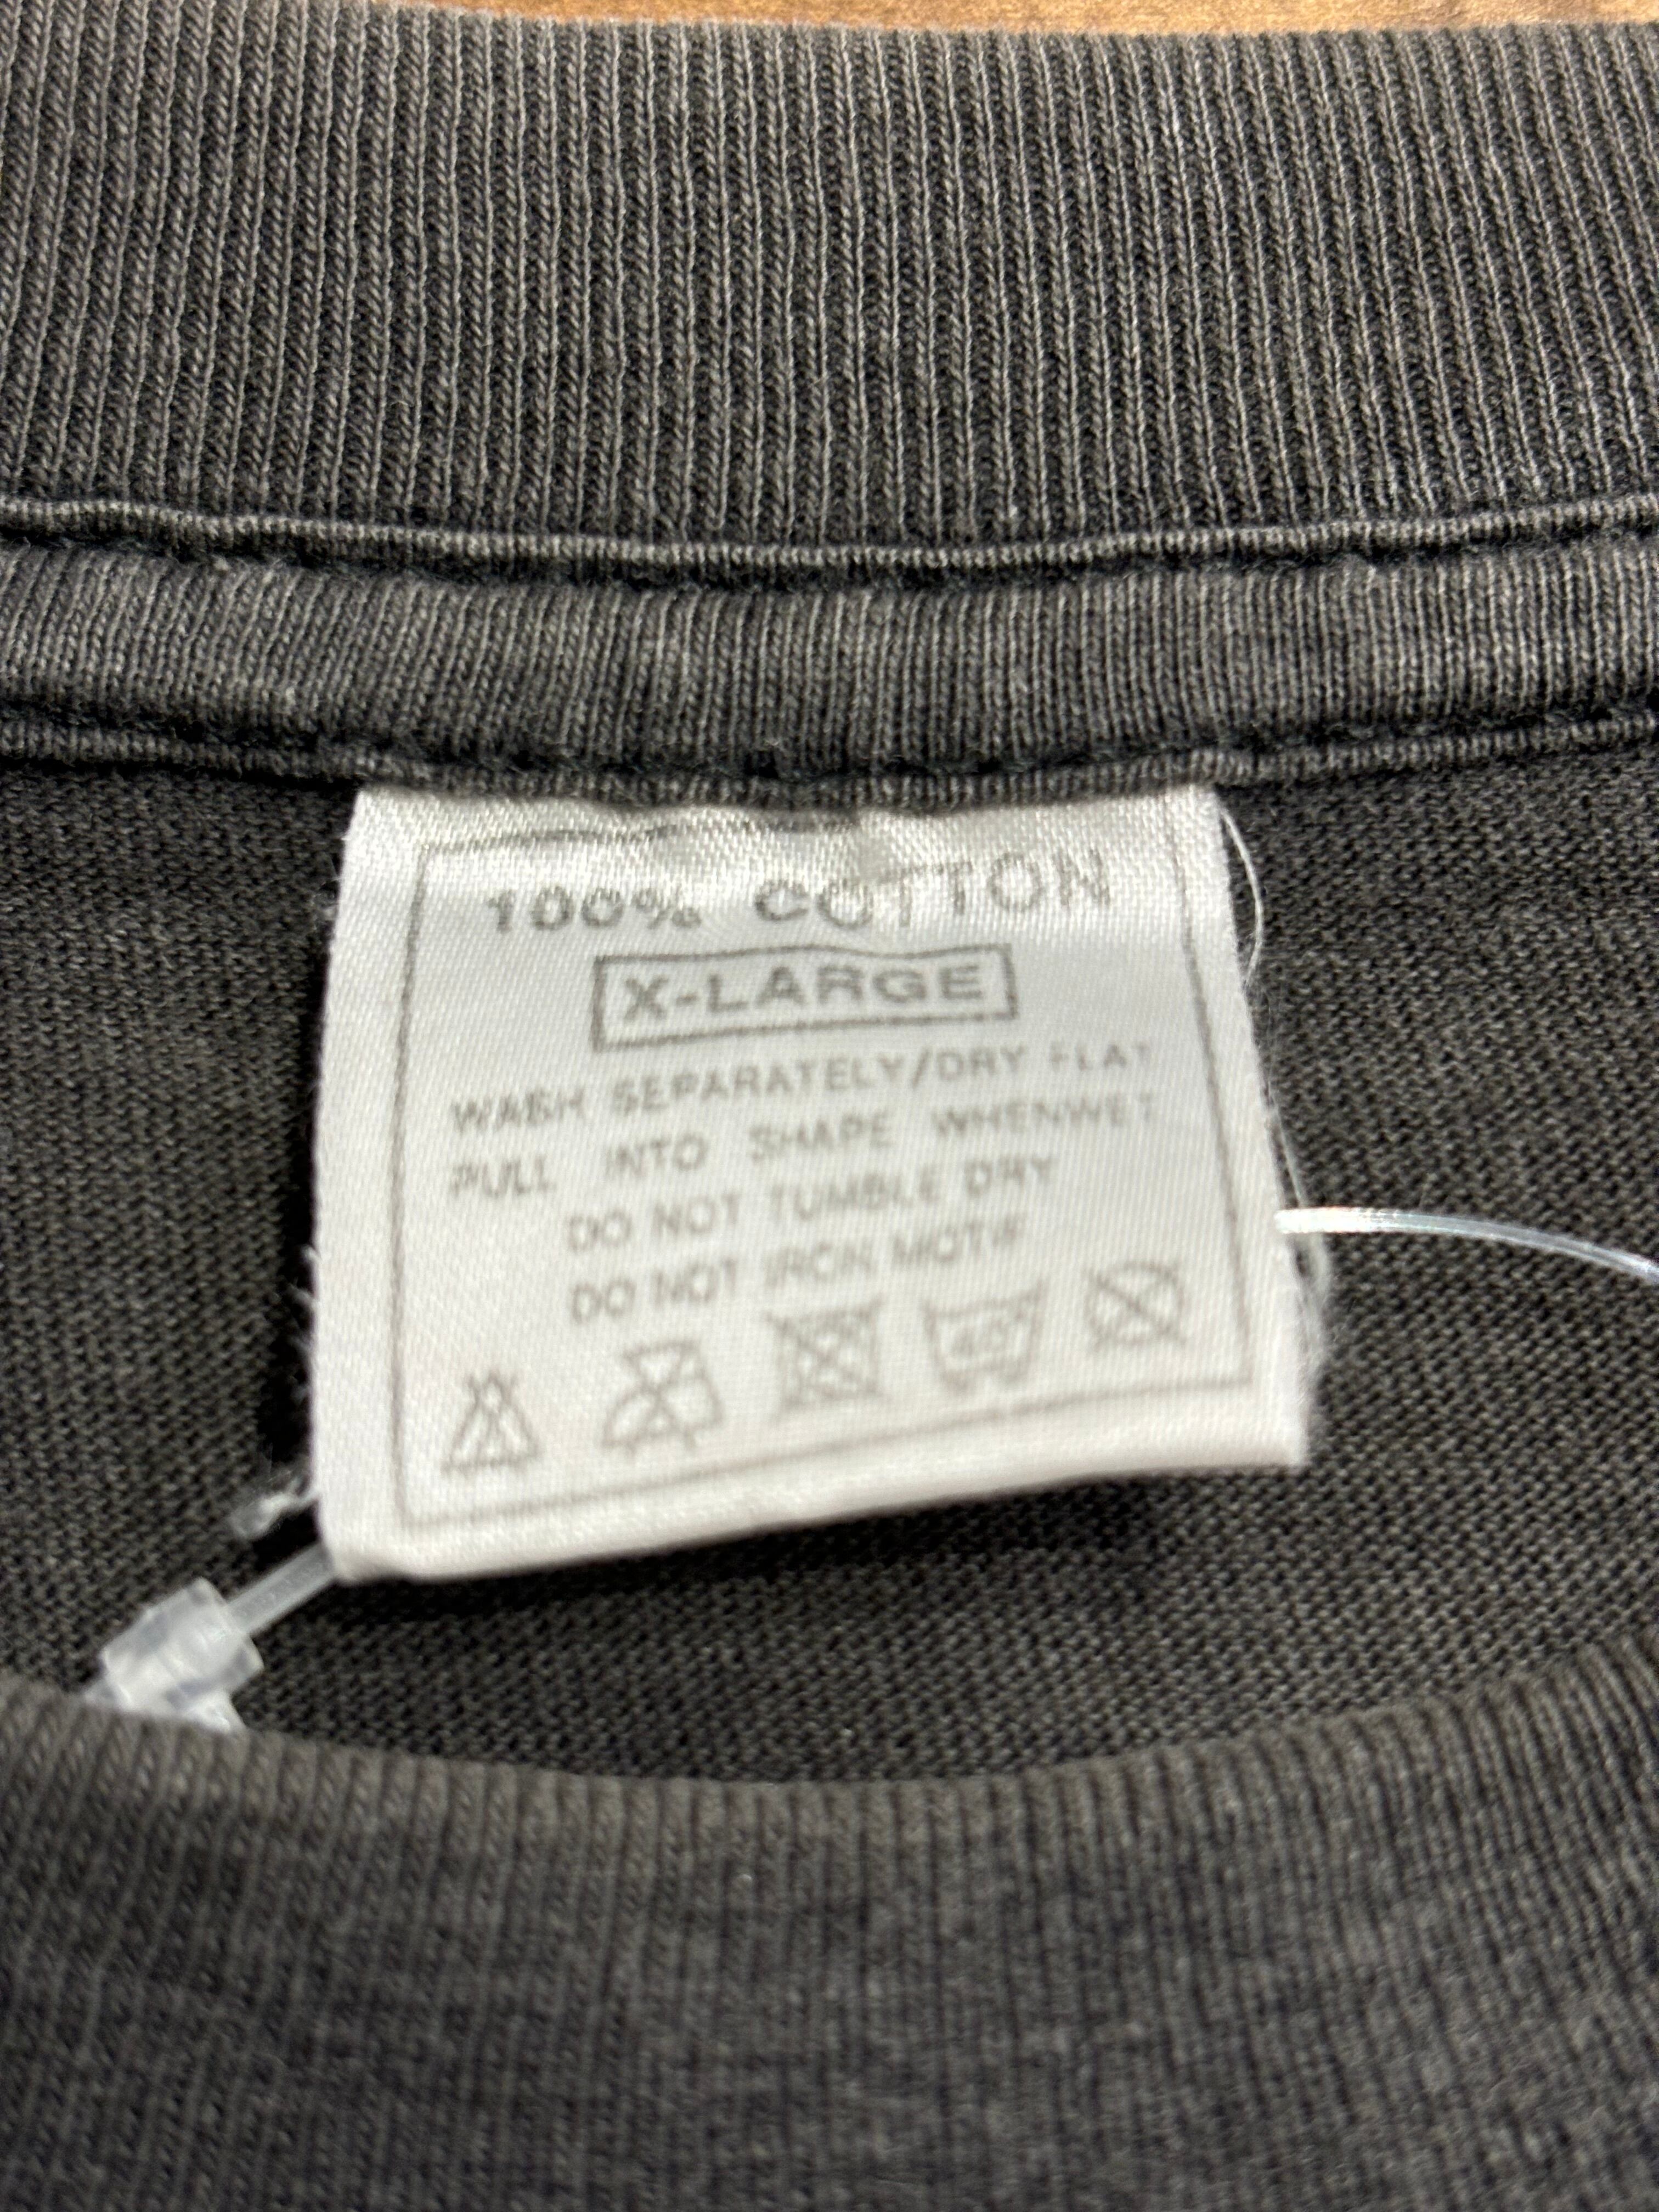 100% COTTON
X-LARGE
WASH SEPARATELY/DRY FLAT
PULL INTO SHAPE WHENWET
DO NOT TUMBLE DRY
DO NOT IRON MOTIF
40°